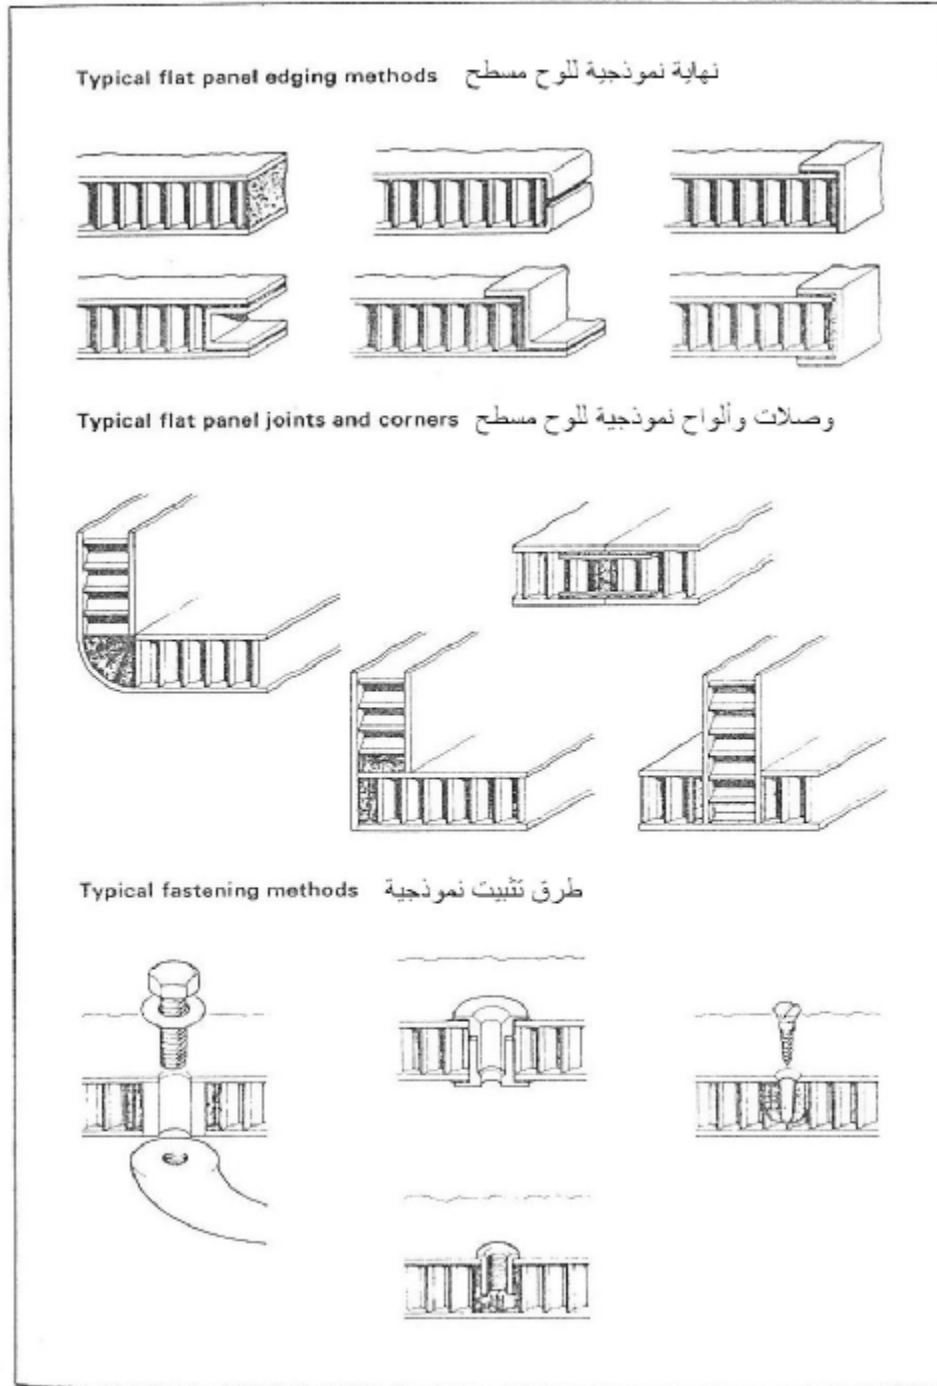 Typical flat panel edging methods نهاية نموذجية للوح مسطح
Typical flat panel joints and corners وصلات وألواح نموذجية للوح مسطح
Typical fastening methods طرق تثبيت نموذجية